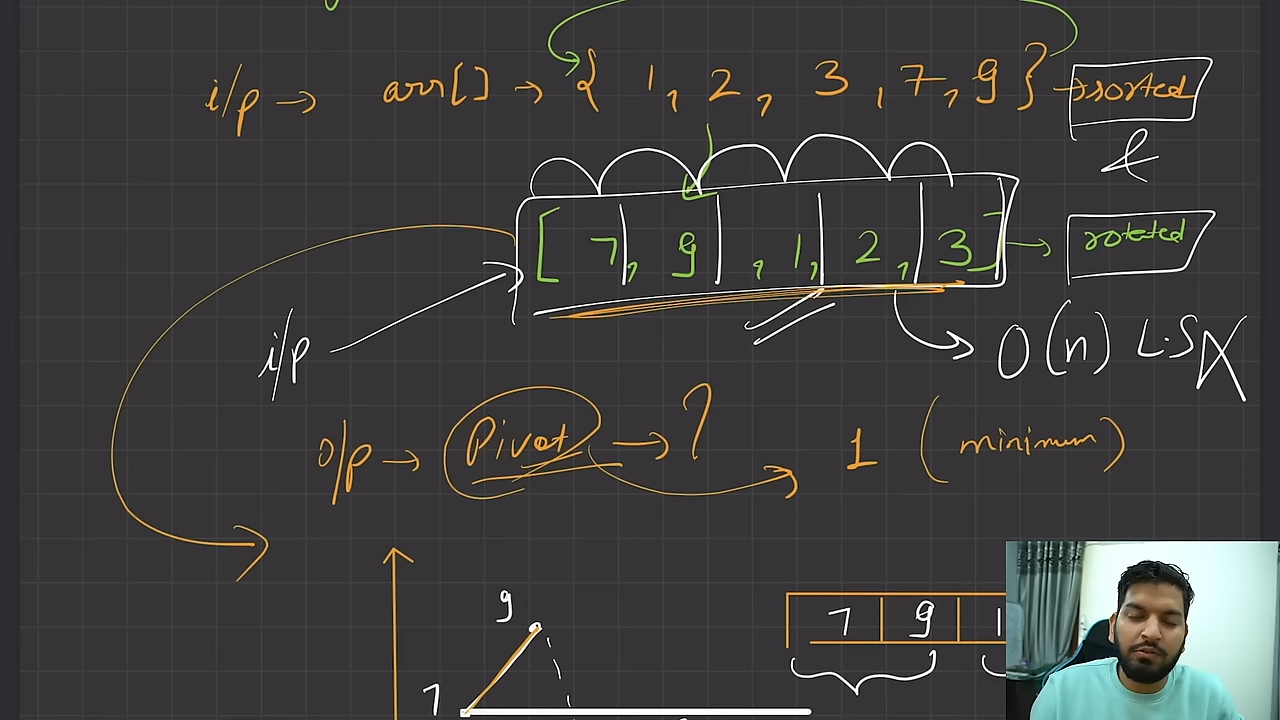 i/p → arr[] → { 1, 2, 3, 7, 9 } → sorted
&
[ 7, 9, 1, 2, 3 ] → rotated
i/p
O(n) L.S X
o/p → Pivot → ?
1 (minimum)
9
7 9 1
7